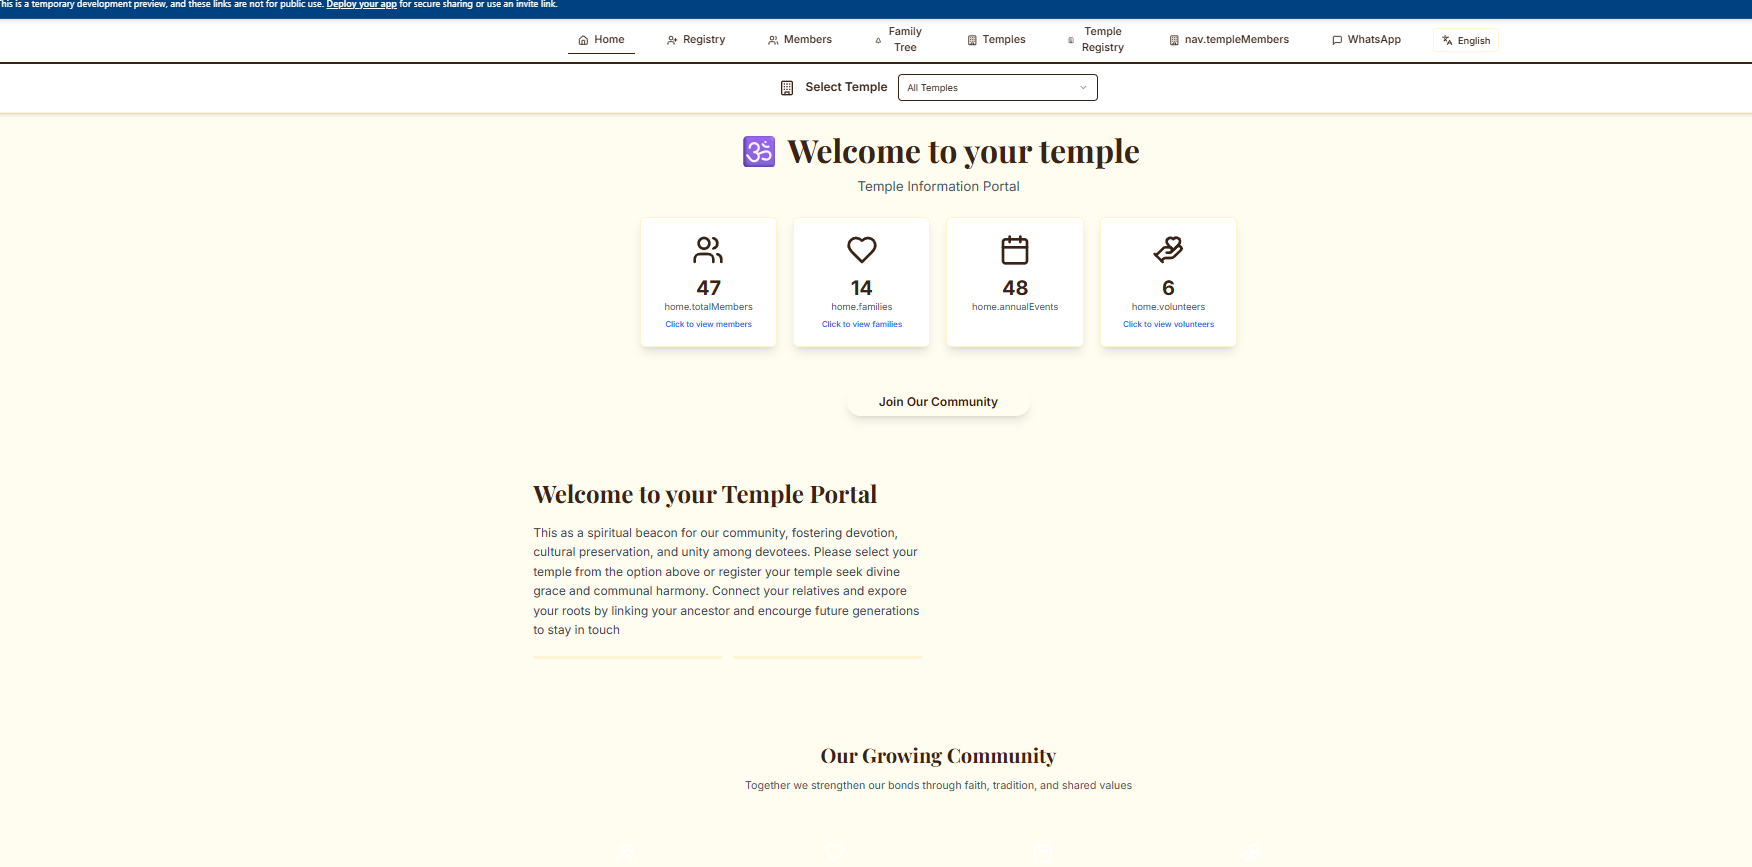 This is a temporary development preview, and these links are not for public use. Deploy your app for secure sharing or use an invite link.
Home
Registry
Members
Family
Tree
Temples
Temple
Registry
nav.templeMembers
WhatsApp
English
Select Temple
All Temples
🕉 Welcome to your temple
Temple Information Portal
47
home.totalMembers
Click to view members
14
home.families
Click to view families
48
home.annualEvents
6
home.volunteers
Click to view volunteers
Join Our Community
Welcome to your Temple Portal
This as a spiritual beacon for our community, fostering devotion,
cultural preservation, and unity among devotees. Please select your
temple from the option above or register your temple seek divine
grace and communal harmony. Connect your relatives and expore
your roots by linking your ancestor and encourge future generations
to stay in touch
Our Growing Community
Together we strengthen our bonds through faith, tradition, and shared values